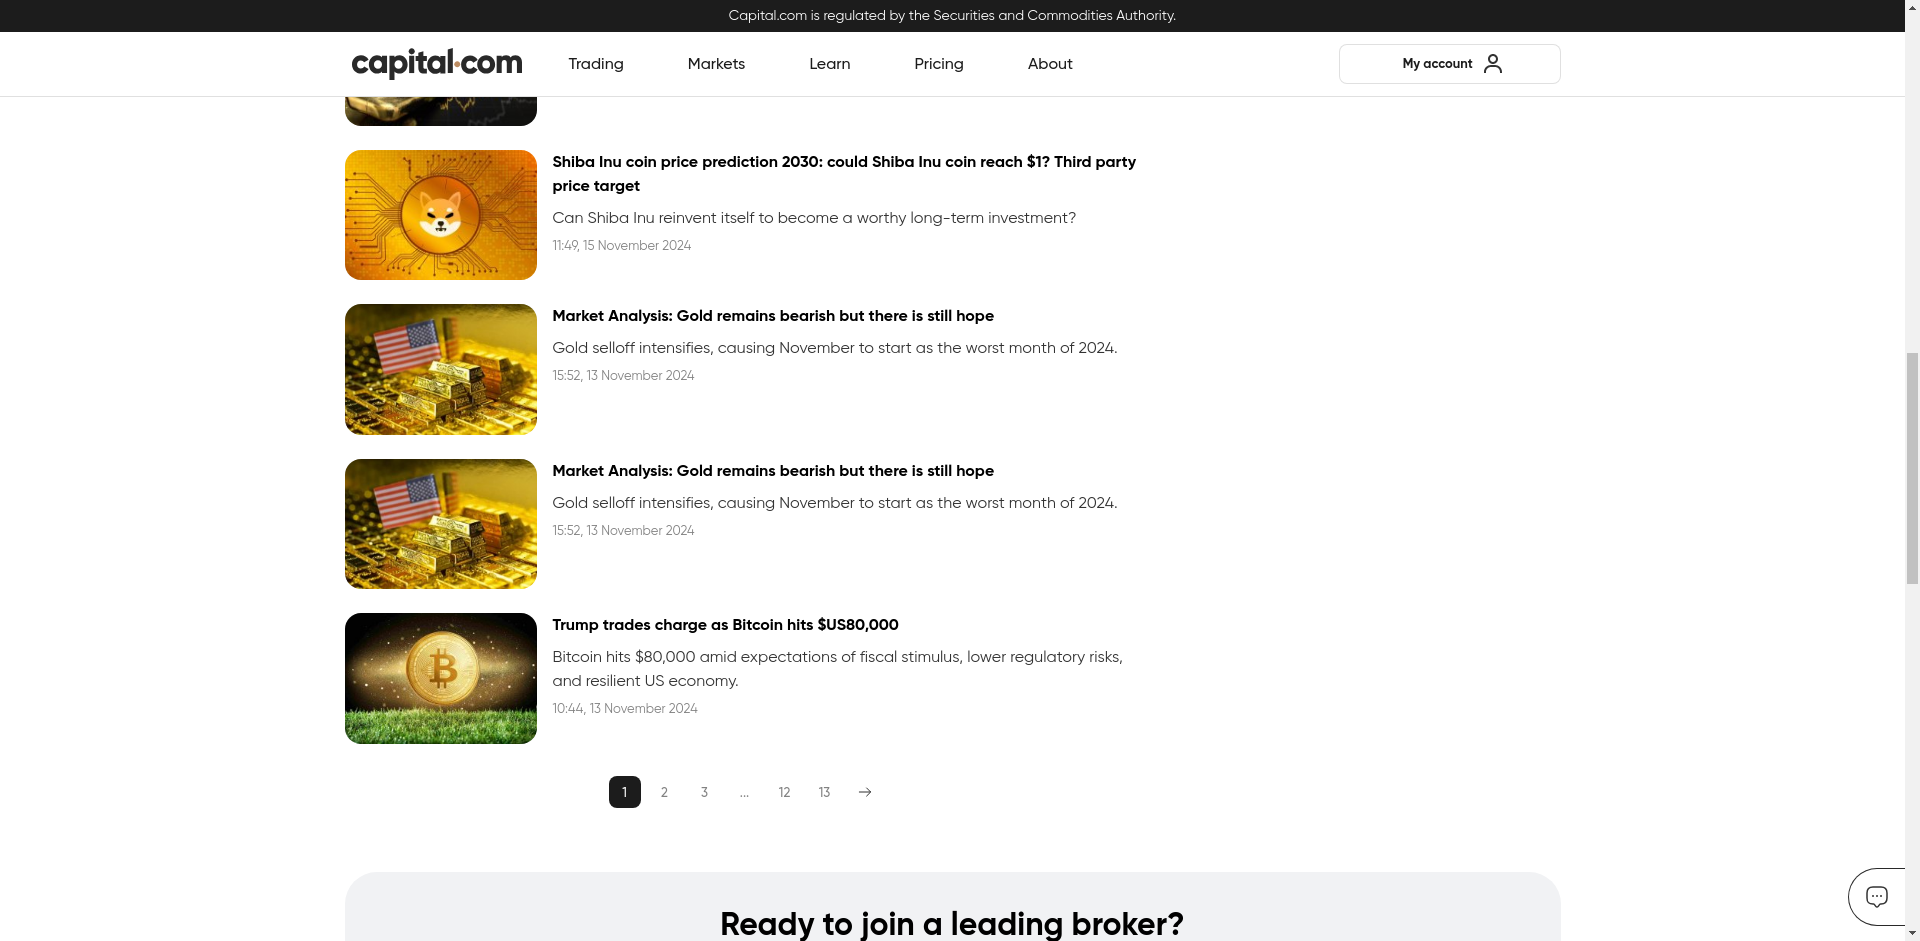 Capital.com is regulated by the Securities and Commodities Authority.
capital.com
Trading
Markets
Learn
Pricing
About
My account
Shiba Inu coin price prediction 2030: could Shiba Inu coin reach $1? Third party
price target
Can Shiba Inu reinvent itself to become a worthy long-term investment?
11:49, 15 November 2024
Market Analysis: Gold remains bearish but there is still hope
Gold selloff intensifies, causing November to start as the worst month of 2024.
15:52, 13 November 2024
Market Analysis: Gold remains bearish but there is still hope
Gold selloff intensifies, causing November to start as the worst month of 2024.
15:52, 13 November 2024
Trump trades charge as Bitcoin hits $US80,000
Bitcoin hits $80,000 amid expectations of fiscal stimulus, lower regulatory risks,
and resilient US economy.
10:44, 13 November 2024
1 2 3 ... 12 13
Ready to join a leading broker?